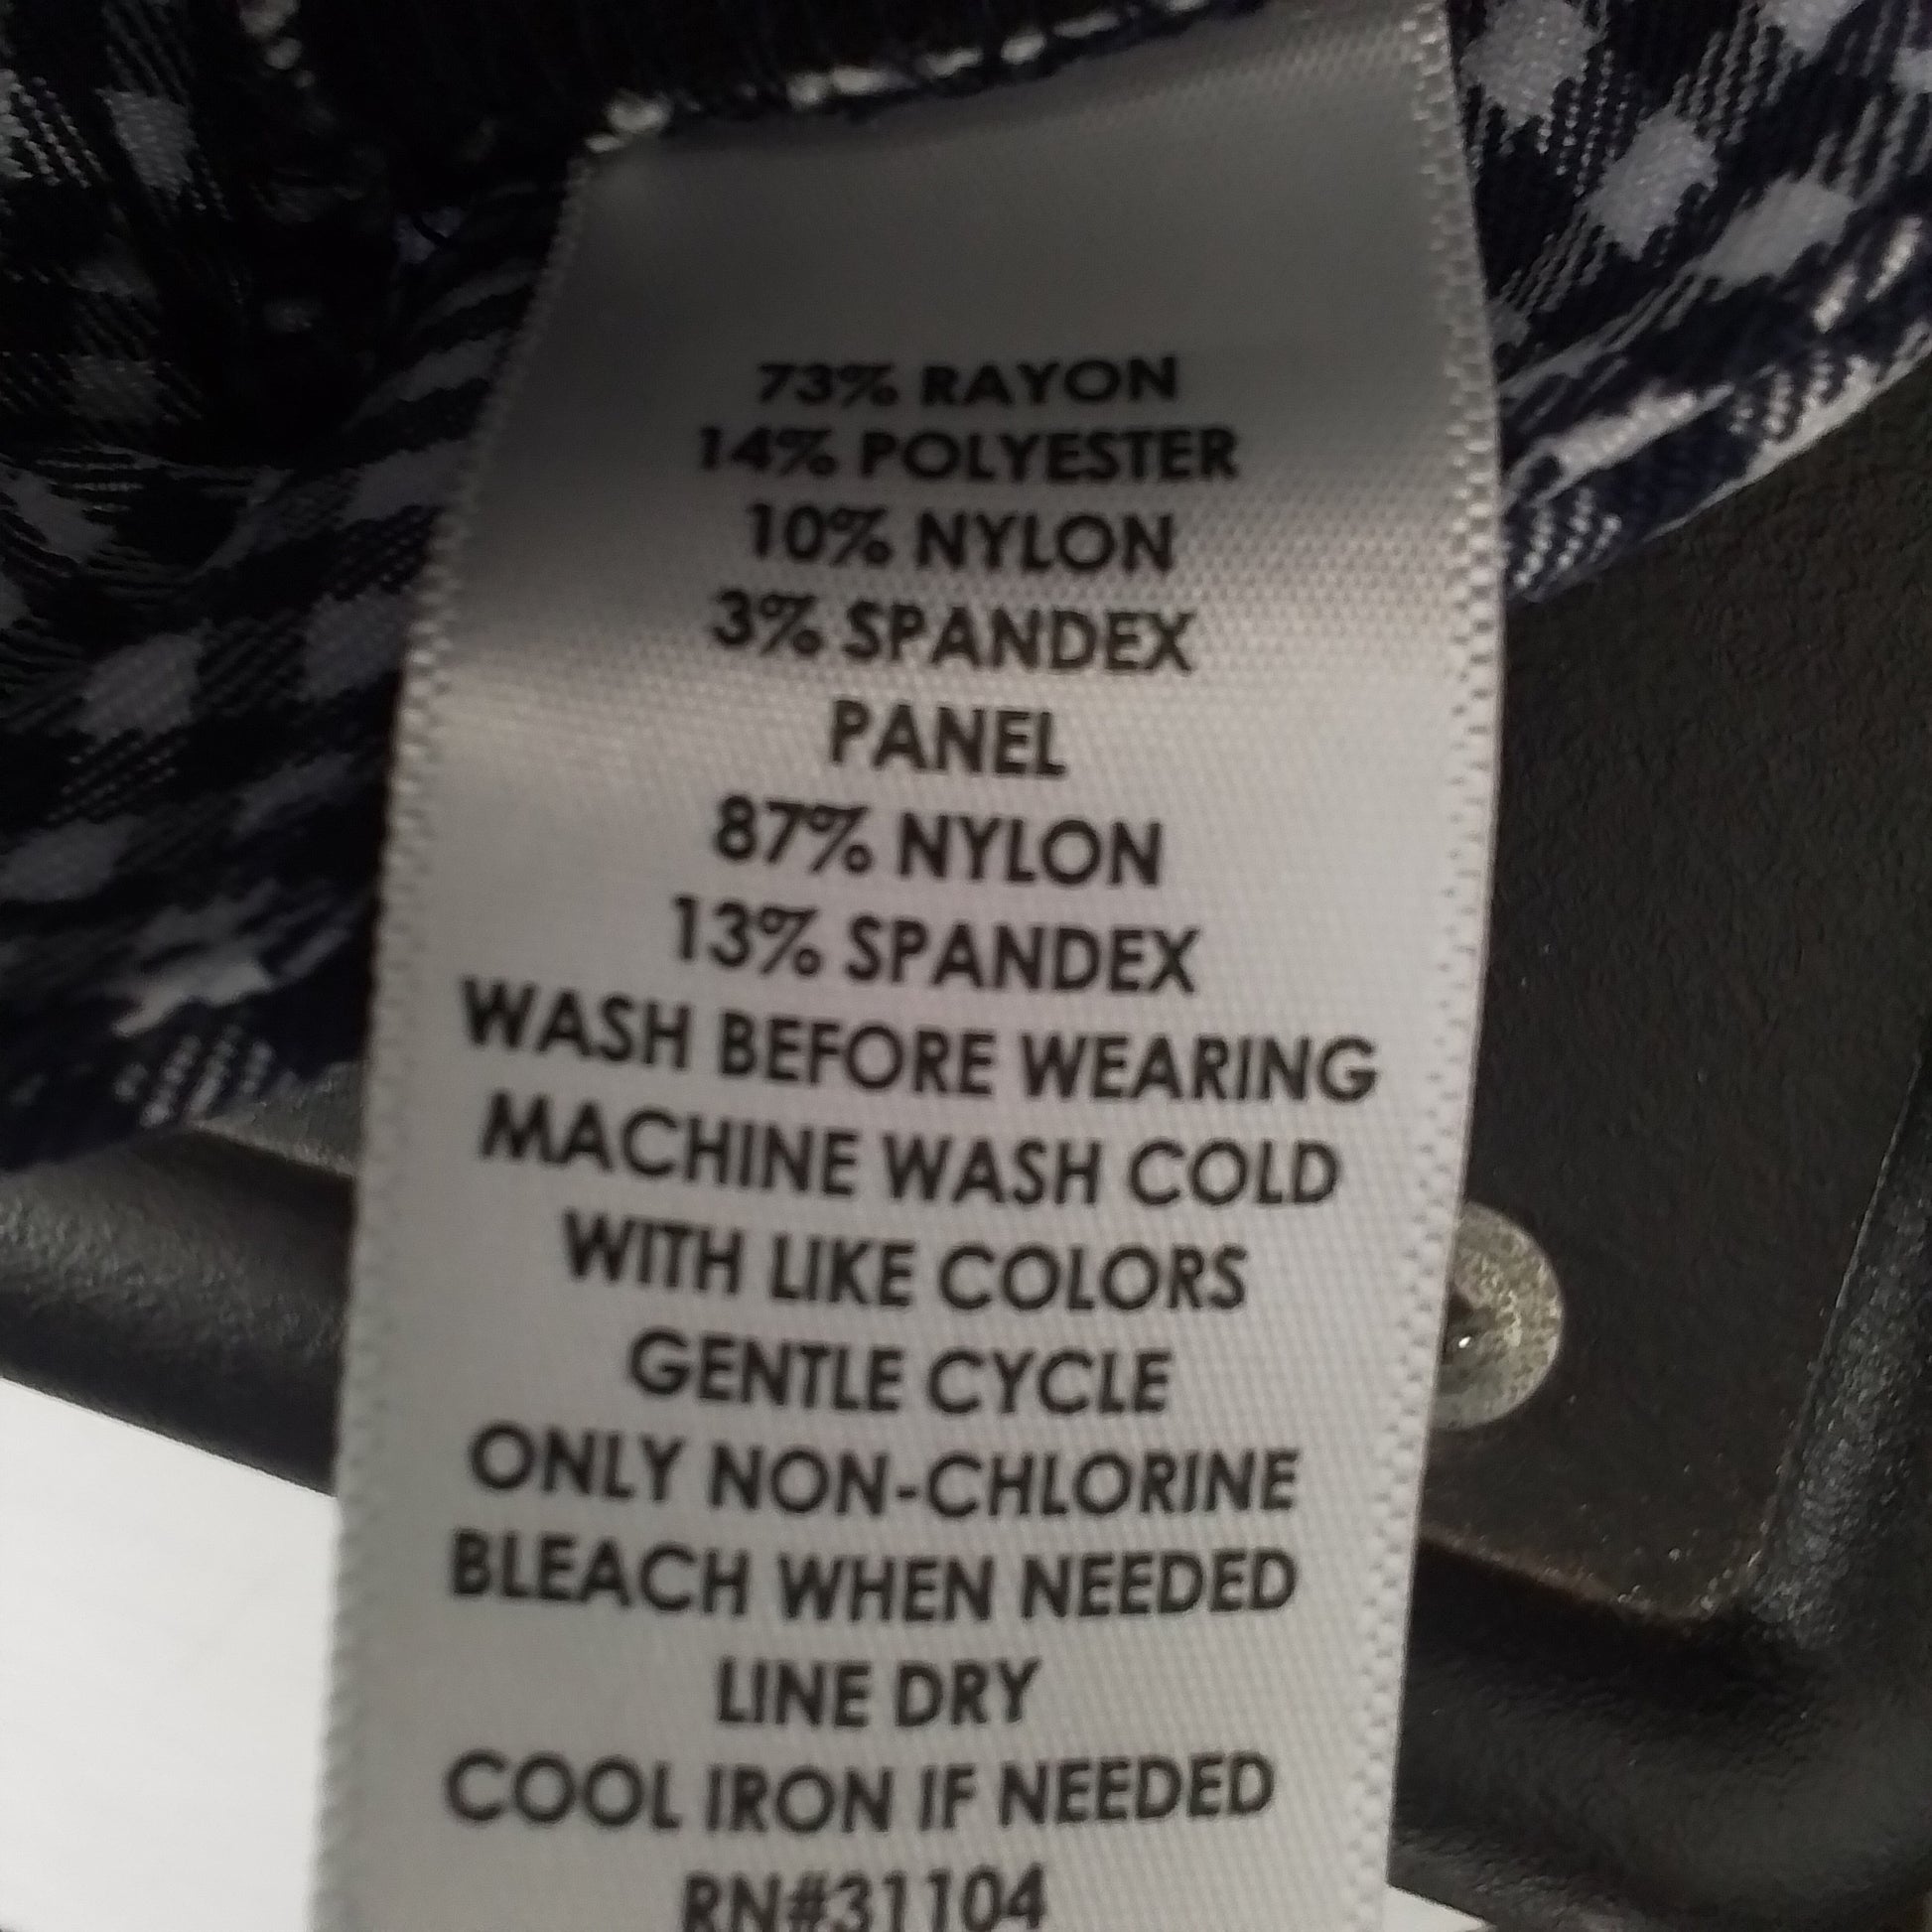 73% RAYON
14% POLYESTER
10% NYLON
3% SPANDEX
PANEL
87% NYLON
13% SPANDEX
WASH BEFORE WEARING
MACHINE WASH COLD
WITH LIKE COLORS
GENTLE CYCLE
ONLY NON-CHLORINE
BLEACH WHEN NEEDED
LINE DRY
COOL IRON IF NEEDED
RN#31104